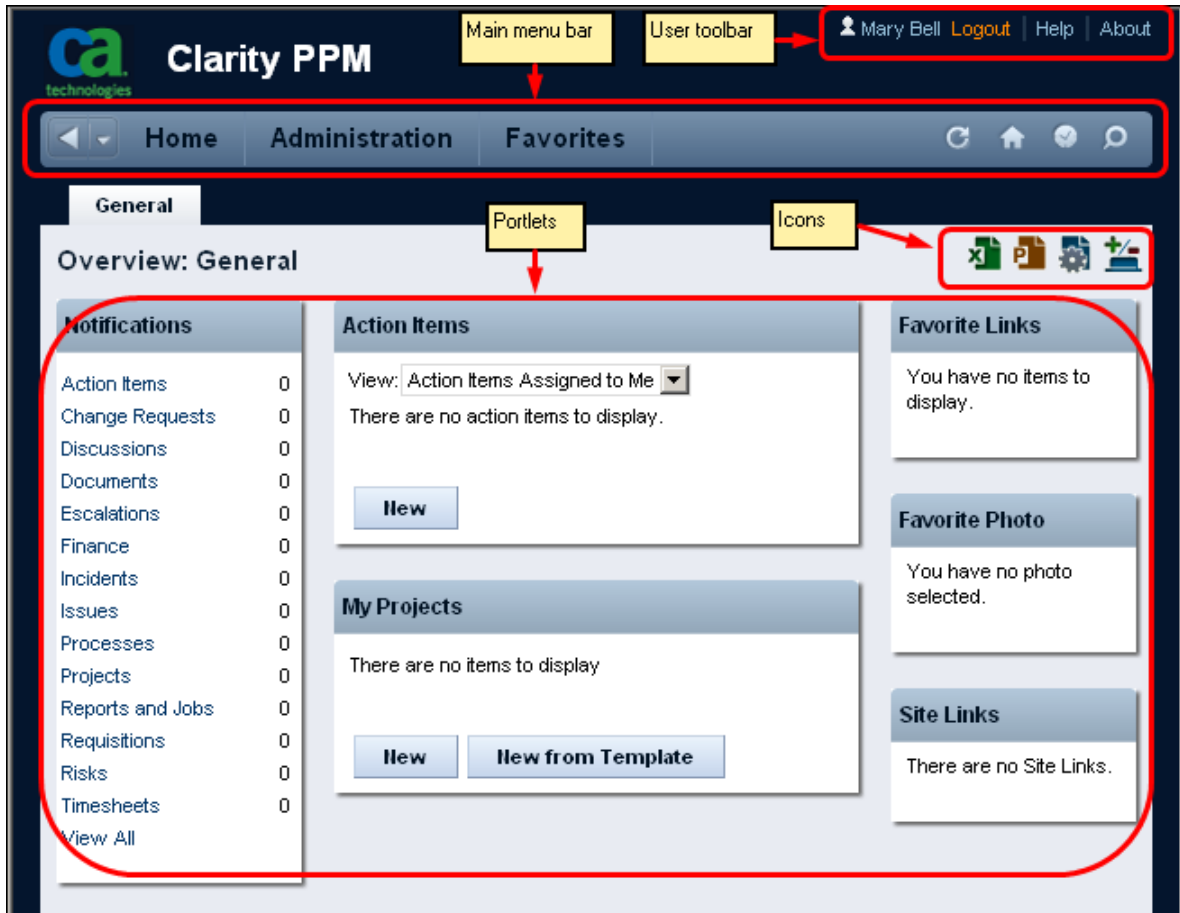 Main menu bar
User toolbar
Mary Bell Logout | Help | About
ca
technologies
Clarity PPM
Home Administration Favorites
General
Portlets
Icons
Overview: General
Notifications
Action Items 0
Change Requests 0
Discussions 0
Documents 0
Escalations 0
Finance 0
Incidents 0
Issues 0
Processes 0
Projects 0
Reports and Jobs 0
Requisitions 0
Risks 0
Timesheets 0
View All
Action Items
View: Action Items Assigned to Me
There are no action items to display.
New
My Projects
There are no items to display
New New from Template
Favorite Links
You have no items to
display.
Favorite Photo
You have no photo
selected.
Site Links
There are no Site Links.